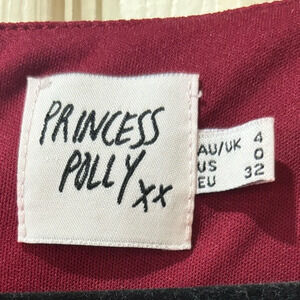 PRINCESS
POLLY XX
AU/UK 4
US 0
EU 32